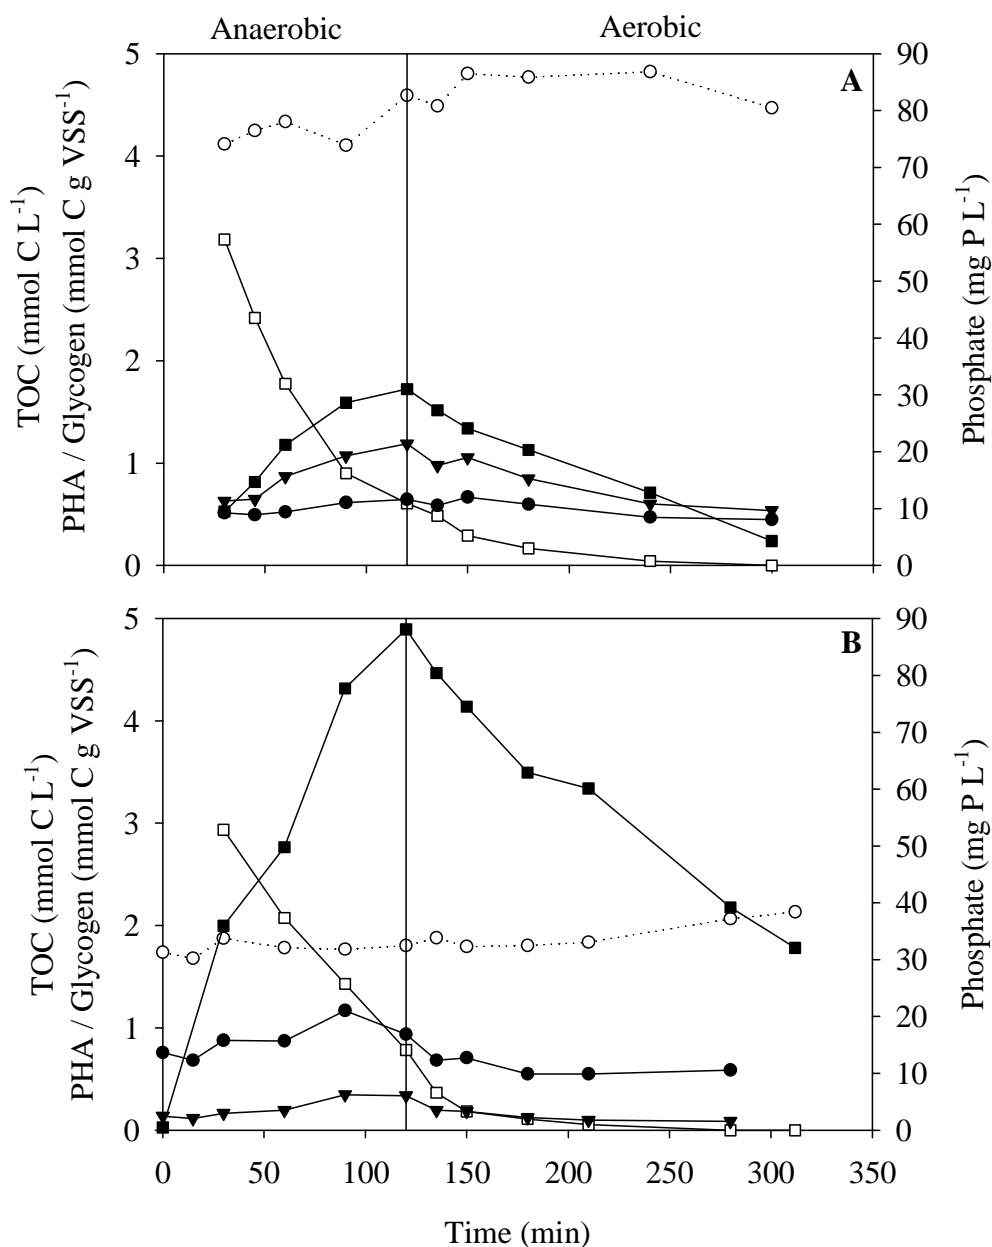 Anaerobic Aerobic
A
5
4
3
2
1
0
90
80
70
60
50
40
30
20
10
0
TOC (mmol C L⁻¹)
PHA / Glycogen (mmol C g VSS⁻¹)
Phosphate (mg P L⁻¹)
B
5
4
3
2
1
0
90
80
70
60
50
40
30
20
10
0
TOC (mmol C L⁻¹)
PHA / Glycogen (mmol C g VSS⁻¹)
Phosphate (mg P L⁻¹)
0 50 100 150 200 250 300 350
Time (min)